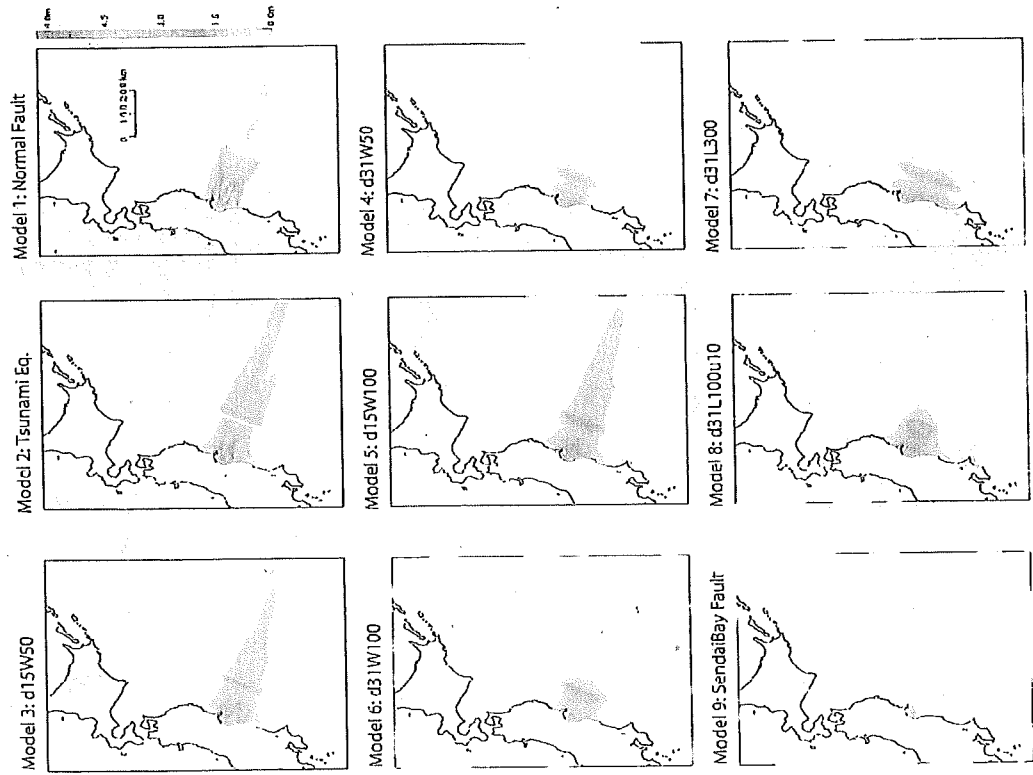 Model 1: Normal Fault
Model 2: Tsunami Eq.
Model 3: d15W50
Model 4: d31W50
Model 5: d15W100
Model 6: d31W100
Model 7: d31L300
Model 8: d31L100u10
Model 9: SendaiBay Fault